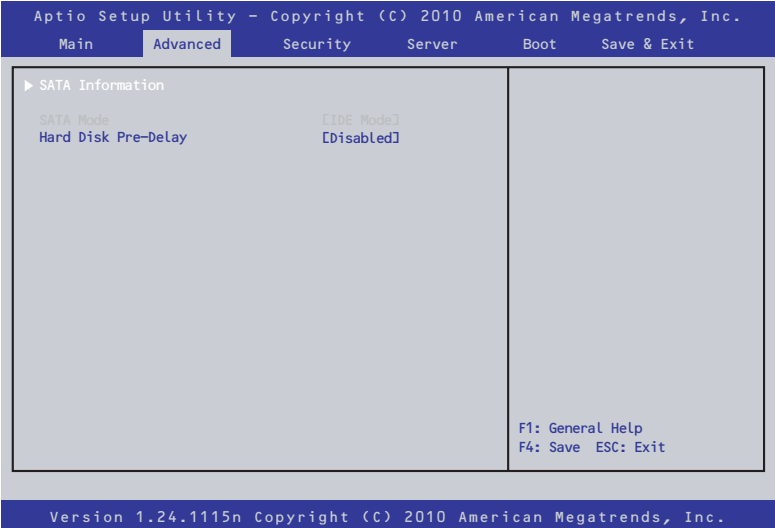 Aptio Setup Utility – Copyright (C) 2010 American Megatrends, Inc.
Main Advanced Security Server Boot Save & Exit
SATA Information
SATA Mode [IDE Mode]
Hard Disk Pre–Delay [Disabled]
F1: General Help
F4: Save ESC: Exit
Version 1.24.1115n Copyright (C) 2010 American Megatrends, Inc.